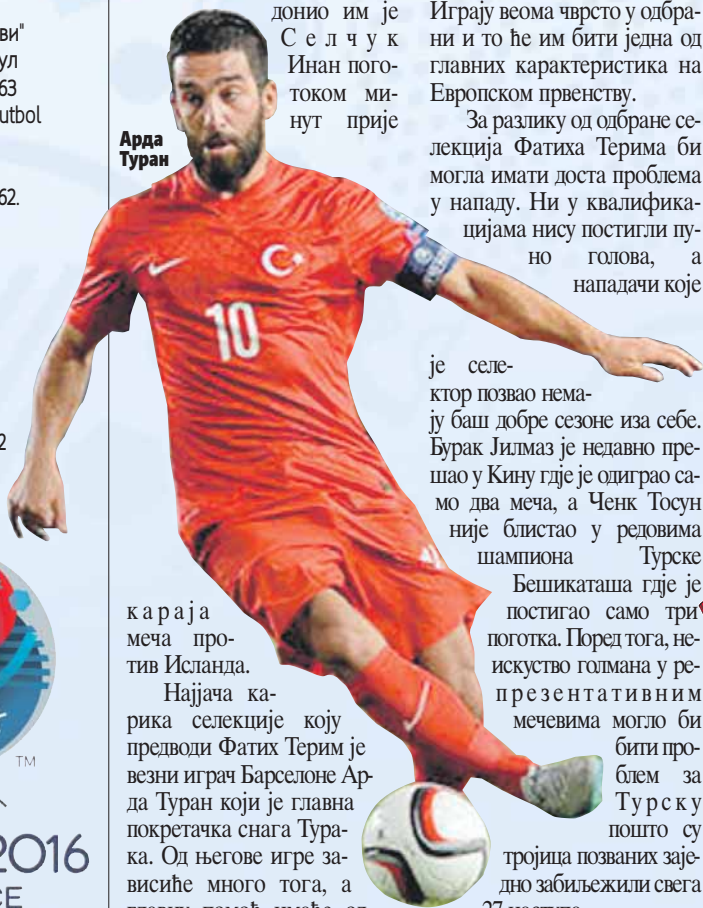 ви"
ул
63
utbol
62.
2
TM
2016
CE
донио им је
Селчук
Инан пого-
током ми-
нут прије
Арда
Туран
10
караја
меча про-
тив Исланда.
Најјача ка-
рика селекције коју
предводи Фатих Терим је
везни играч Барселоне Ар-
да Туран који је главна
покретачка снага Тура-
ка. Од његове игре за-
висиће много тога, а
Играју веома чврсто у одбра-
ни и то ће им бити једна од
главних карактеристика на
Европском првенству.
За разлику од одбране се-
лекција Фатиха Терима би
могла имати доста проблема
у нападу. Ни у квалифика-
цијама нису постигли пу-
но голова, а
нападачи које
је селе-
ктор позвао нема-
ју баш добре сезоне иза себе.
Бурак Јилмаз је недавно пре-
шао у Кину гдје је одиграо са-
мо два меча, а Ченк Тосун
није блистао у редовима
шампиона Турске
Бешикаташа гдје је
постигао само три
поготка. Поред тога, не-
искуство голмана у ре-
презентативним
мечевима могло би
бити про-
блем за
Турску
пошто су
тројица позваних заје-
дно забиљежили свега